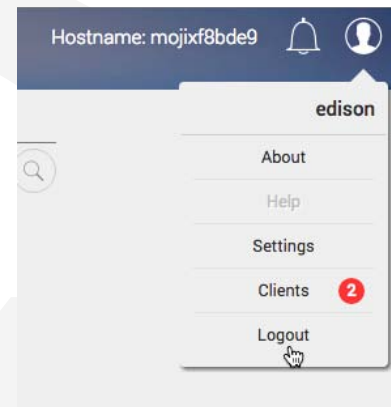 Hostname: mojixf8bde9
edison
About
Help
Settings
Clients 2
Logout